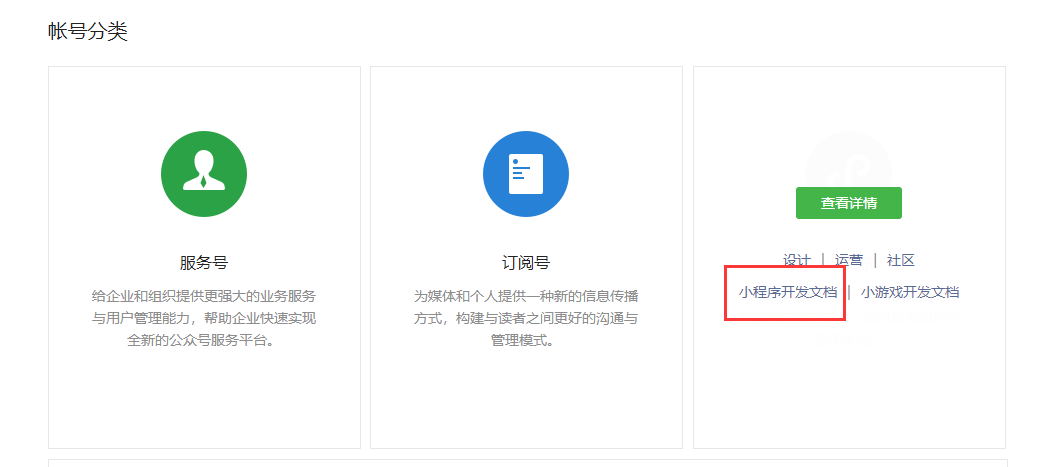 帐号分类
服务号
给企业和组织提供更强大的业务服务
与用户管理能力，帮助企业快速实现
全新的公众号服务平台。
订阅号
为媒体和个人提供一种新的信息传播
方式，构建与读者之间更好的沟通与
管理模式。
查看详情
设计 | 运营 | 社区
小程序开发文档 | 小游戏开发文档